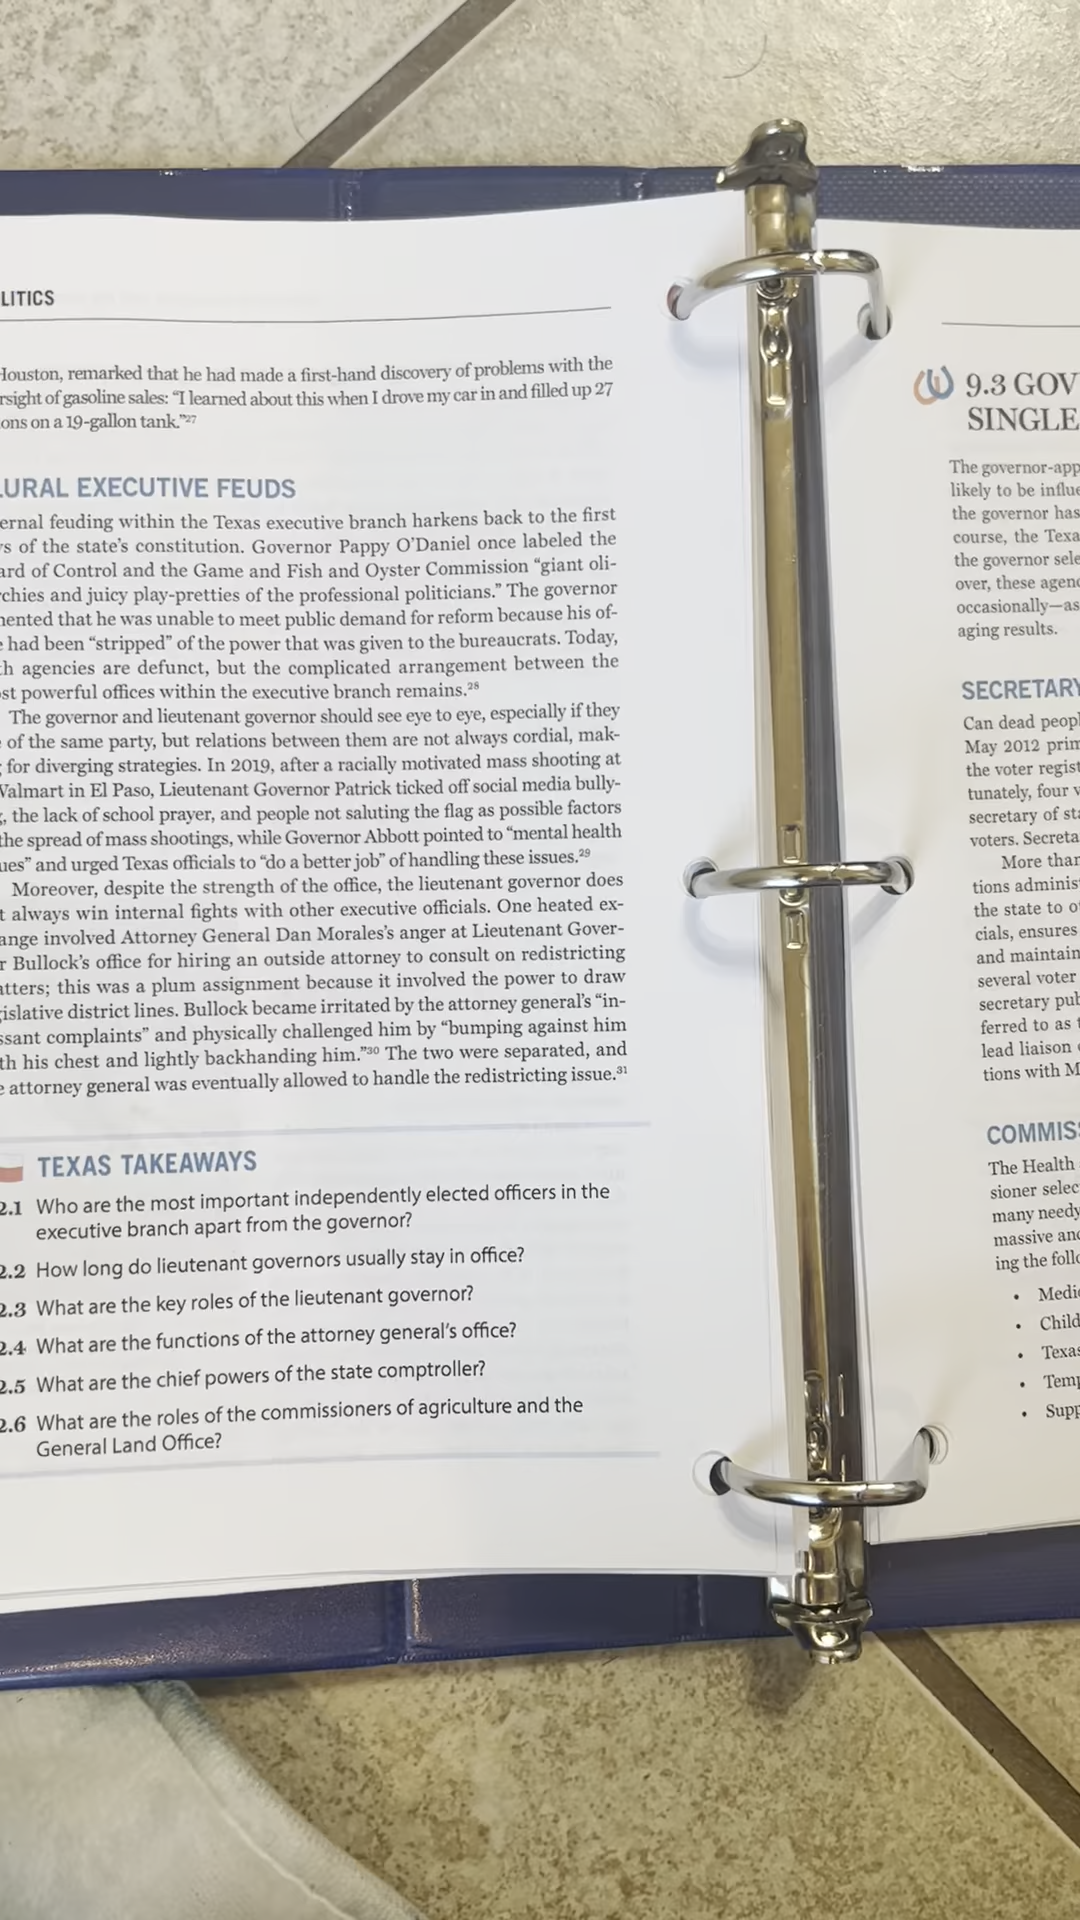 LITICS
Houston, remarked that he had made a first-hand discovery of problems with the
rsight of gasoline sales: “I learned about this when I drove my car in and filled up 27
ons on a 19-gallon tank.”27
LURAL EXECUTIVE FEUDS
ernal feuding within the Texas executive branch harkens back to the first
s of the state’s constitution. Governor Pappy O’Daniel once labeled the
ard of Control and the Game and Fish and Oyster Commission “giant oli-
rchies and juicy play-pretties of the professional politicians.” The governor
mented that he was unable to meet public demand for reform because his of-
e had been “stripped” of the power that was given to the bureaucrats. Today,
th agencies are defunct, but the complicated arrangement between the
st powerful offices within the executive branch remains.28
The governor and lieutenant governor should see eye to eye, especially if they
of the same party, but relations between them are not always cordial, mak-
for diverging strategies. In 2019, after a racially motivated mass shooting at
Walmart in El Paso, Lieutenant Governor Patrick ticked off social media bully-
, the lack of school prayer, and people not saluting the flag as possible factors
the spread of mass shootings, while Governor Abbott pointed to “mental health
ues” and urged Texas officials to “do a better job” of handling these issues.29
Moreover, despite the strength of the office, the lieutenant governor does
t always win internal fights with other executive officials. One heated ex-
ange involved Attorney General Dan Morales’s anger at Lieutenant Gover-
r Bullock’s office for hiring an outside attorney to consult on redistricting
atters; this was a plum assignment because it involved the power to draw
gislative district lines. Bullock became irritated by the attorney general’s “in-
ssant complaints” and physically challenged him by “bumping against him
th his chest and lightly backhanding him.”30 The two were separated, and
e attorney general was eventually allowed to handle the redistricting issue.31
TEXAS TAKEAWAYS
2.1 Who are the most important independently elected officers in the
executive branch apart from the governor?
2.2 How long do lieutenant governors usually stay in office?
2.3 What are the key roles of the lieutenant governor?
2.4 What are the functions of the attorney general’s office?
2.5 What are the chief powers of the state comptroller?
2.6 What are the roles of the commissioners of agriculture and the
General Land Office?
9.3 GOV
SINGLE
The governor-app
likely to be influe
the governor has
course, the Texa
the governor sele
over, these agenc
occasionally—as
aging results.
SECRETARY
Can dead peopl
May 2012 prim
the voter regist
tunately, four v
secretary of sta
voters. Secreta
More than
tions adminis
the state to o
cials, ensures
and maintain
several voter
secretary pub
ferred to as t
lead liaison
tions with M
COMMISS
The Health
sioner selec
many needy
massive and
ing the follo
• Medic
• Child
• Texas
• Temp
• Supp